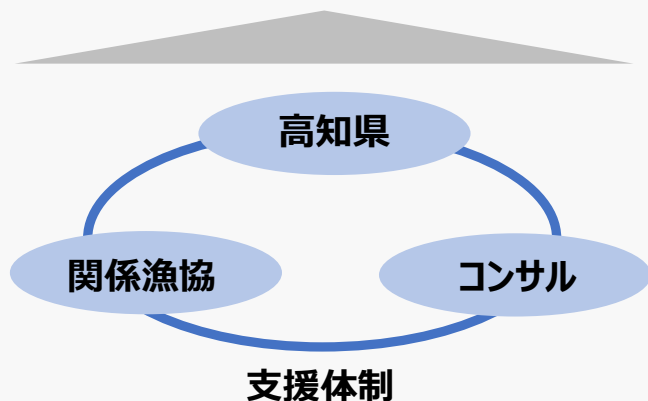 高知県
関係漁協
コンサル
支援体制